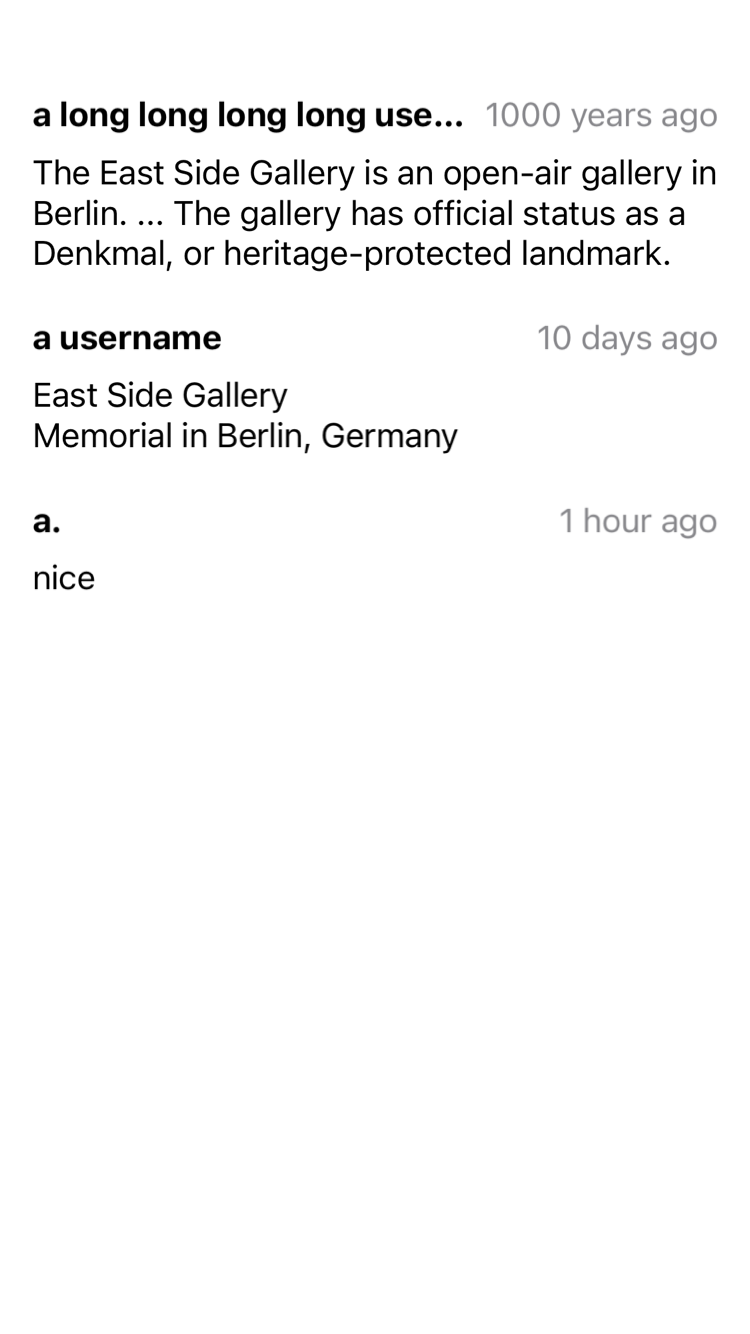 a long long long long use... 1000 years ago
The East Side Gallery is an open-air gallery in
Berlin. ... The gallery has official status as a
Denkmal, or heritage-protected landmark.
a username 10 days ago
East Side Gallery
Memorial in Berlin, Germany
a. 1 hour ago
nice